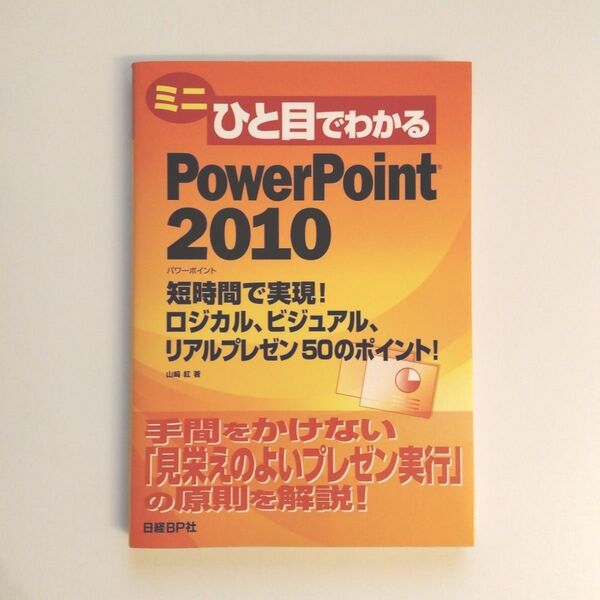 ミニ
ひと目でわかる
PowerPoint®
2010
パワーポイント
短時間で実現!
ロジカル、ビジュアル、
リアルプレゼン50のポイント!
山﨑 紅 著
手間をかけない
「見栄えのよいプレゼン実行」
の原則を解説!
日経BP社